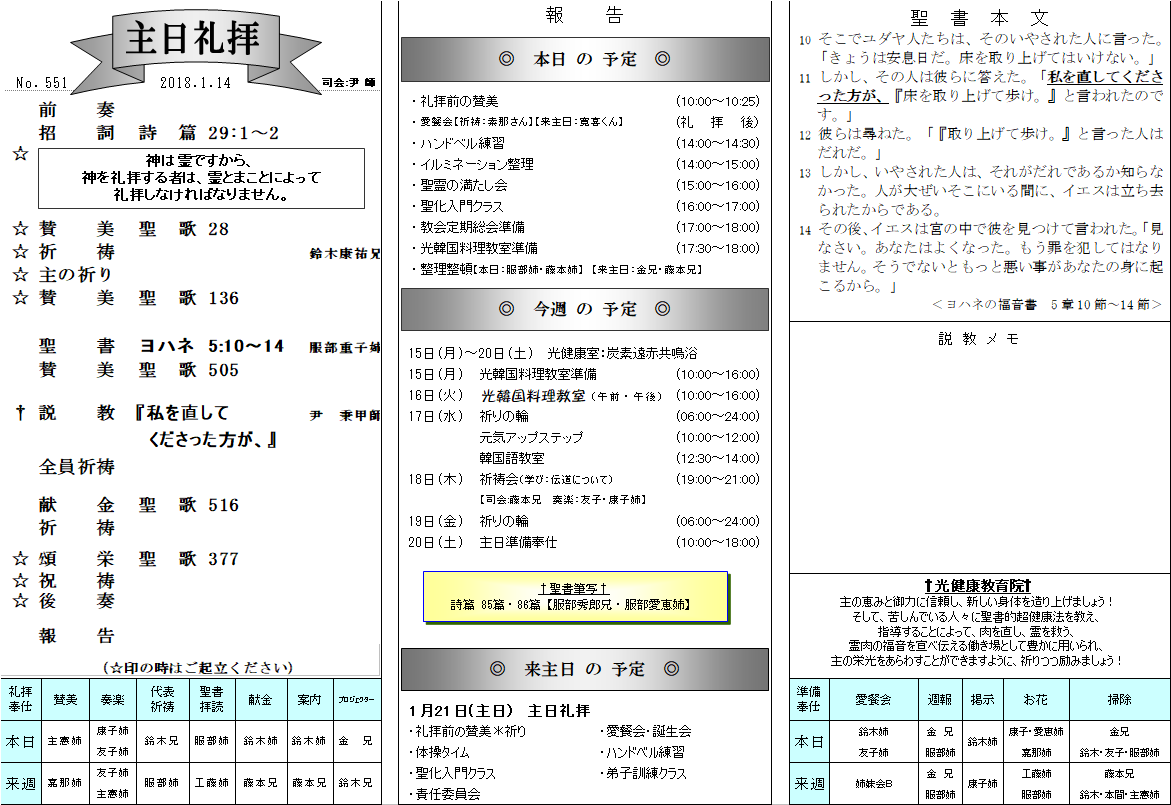 主日礼拝
No. 551　2018.1.14　司会:尹 師
前　奏
招　詞　詩　篇　29:1～2
☆
神は霊ですから、
神を礼拝する者は、霊とまことによって
礼拝しなければなりません。
☆ 賛　美　聖　歌　28
☆ 祈　祷　鈴木康祐兄
☆ 主の祈り
☆ 賛　美　聖　歌　136
聖　書　ヨハネ　5:10～14　服部重子姉
賛　美　聖　歌　505
† 説　教　『私を直して　尹　秉甲師
くださった方が、』
全員祈祷
献　金　聖　歌　516
祈　祷
☆ 頌　栄　聖　歌　377
☆ 祝　祷
☆ 後　奏
報　告
(☆印の時はご起立ください)
礼拝奉仕　賛美　奏楽　代表祈祷　聖書拝読　献金　案内　プロジェクター
本日　主憲姉　康子姉 友子姉　鈴木兄　服部姉　鈴木姉　鈴木姉　金　兄
来週　嘉那姉　友子姉 主憲姉　服部姉　工藤姉　藤本兄　藤本兄　鈴木兄
報　告
◎　本日 の 予定　◎
・礼拝前の賛美　(10:00～10:25)
・愛餐会【祈祷:素那さん】【来主日:寛喜くん】　(礼　拝　後)
・ハンドベル練習　(14:00～14:30)
・イルミネーション整理　(14:00～15:00)
・聖霊の満たし会　(15:00～16:00)
・聖化入門クラス　(16:00～17:00)
・教会定期総会準備　(17:00～18:00)
・光韓国料理教室準備　(17:30～18:00)
・整理整頓【本日:服部姉・藤本姉】【来主日:金兄・藤本兄】
◎　今週 の 予定　◎
15日(月)～20日(土)　光健康室:炭素遠赤共鳴浴
15日(月)　光韓国料理教室準備　(10:00～16:00)
16日(火)　光韓国料理教室(午前・午後)　(10:00～16:00)
17日(水)　祈りの輪　(06:00～24:00)
元気アップステップ　(10:00～12:00)
韓国語教室　(12:30～14:00)
18日(木)　祈祷会(学び:伝道について)　(19:00～21:00)
【司会:藤本兄　奏楽:友子・康子姉】
19日(金)　祈りの輪　(06:00～24:00)
20日(土)　主日準備奉仕　(10:00～18:00)
†聖書筆写†
詩篇 85篇・86篇【服部秀郎兄・服部愛恵姉】
◎　来主日 の 予定　◎
1月21日(主日)　主日礼拝
・礼拝前の賛美＊祈り　・愛餐会・誕生会
・体操タイム　・ハンドベル練習
・聖化入門クラス　・弟子訓練クラス
・責任委員会
聖 書 本 文
10 そこでユダヤ人たちは、そのいやされた人に言った。
「きょうは安息日だ。床を取り上げてはいけない。」
11 しかし、その人は彼らに答えた。「私を直してくださ
った方が、『床を取り上げて歩け。』と言われたので
す。」
12 彼らは尋ねた。「『取り上げて歩け。』と言った人は
だれだ。」
13 しかし、いやされた人は、それがだれであるか知らな
かった。人が大ぜいそこにいる間に、イエスは立ち去
られたからである。
14 その後、イエスは宮の中で彼を見つけて言われた。「見
なさい。あなたはよくなった。もう罪を犯してはなり
ません。そうでないともっと悪い事があなたの身に起
こるから。」
＜ヨハネの福音書　5章10節～14節＞
説 教 メ モ
†光健康教育院†
主の恵みと御力に信頼し、新しい身体を造り上げましょう!
そして、苦しんでいる人々に聖書的超健康法を教え、
指導することによって、肉を直し、霊を救う、
霊肉の福音を宣べ伝える働き場として豊かに用いられ、
主の栄光をあらわすことができますように、祈りつつ励みましょう!
準備奉仕　愛餐会　週報　掲示　お花　掃除
本日　鈴木姉 友子姉　金　兄 服部姉　鈴木姉　康子・愛恵姉 嘉那姉　金兄 鈴木・友子・服部姉
来週　姉妹会B　金　兄 服部姉　康子姉　工藤姉 服部姉　藤本兄 鈴木・本間・主憲姉